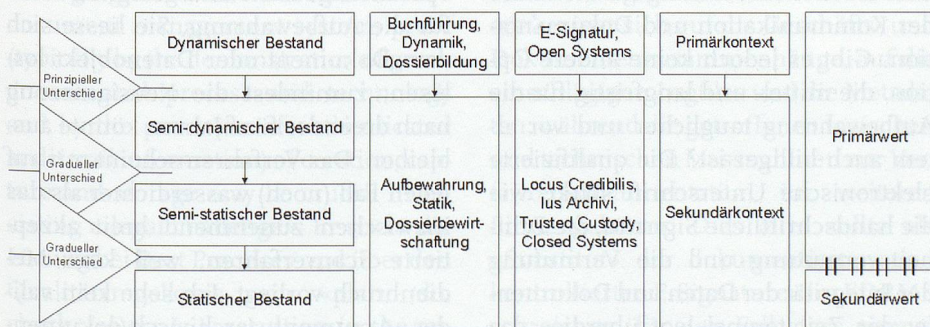 Dynamischer Bestand
Buchführung,
Dynamik,
Dossierbildung
E-Signatur,
Open Systems
Primärkontext
Prinzipieller
Unterschied
Semi-dynamischer Bestand
Primärwert
Gradueller
Unterschied
Semi-statischer Bestand
Aufbewahrung,
Statik,
Dossierbewirt-
schaftung
Locus Credibilis,
Ius Archivi,
Trusted Custody,
Closed Systems
Sekundärkontext
Gradueller
Unterschied
Statischer Bestand
Sekundärwert